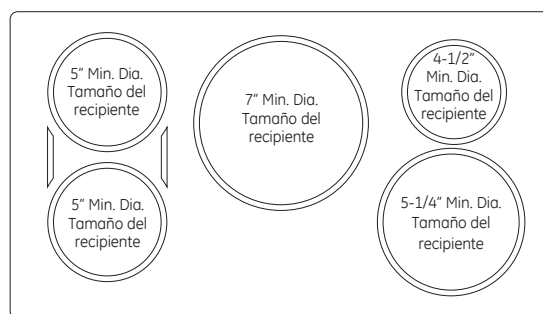 5" Min. Dia.
Tamaño del
recipiente
7" Min. Dia.
Tamaño del
recipiente
4-1/2"
Min. Dia.
Tamaño del
recipiente
5" Min. Dia.
Tamaño del
recipiente
5-1/4" Min. Dia.
Tamaño del
recipiente